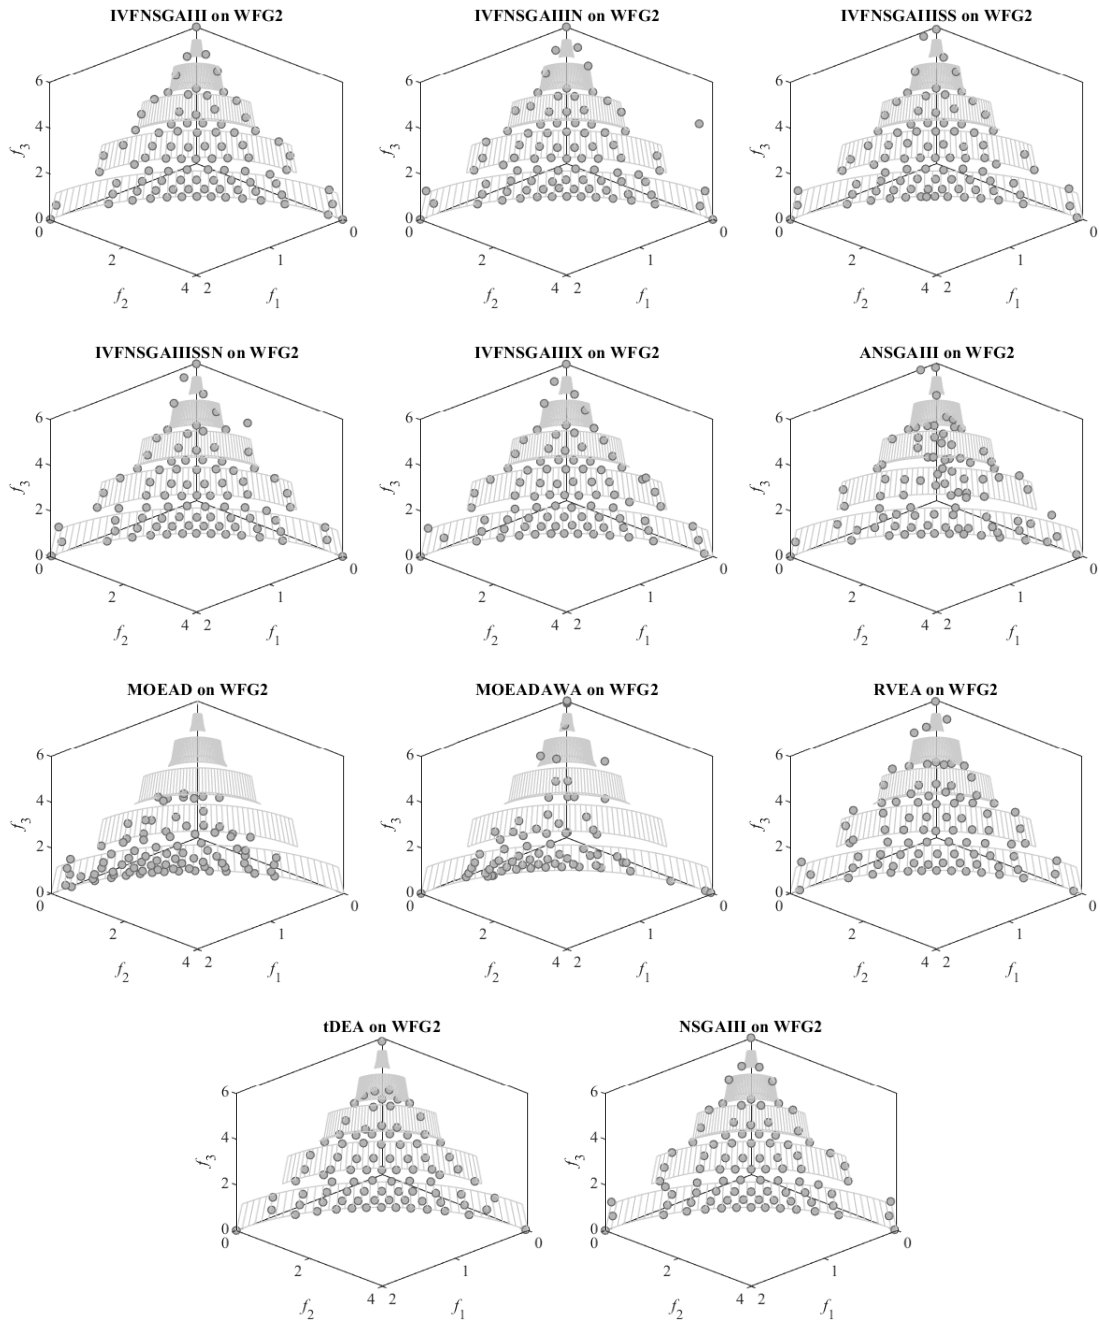 IVFNSGAIII on WFG2
IVFNSGAIIIN on WFG2
IVFNSGAIIISS on WFG2
6
4
2
0
f3
0
2
4
f2
2
1
0
f1
6
4
2
0
f3
0
2
4
f2
2
1
0
f1
6
4
2
0
f3
0
2
4
f2
2
1
0
f1
IVFNSGAIIISSN on WFG2
IVFNSGAIIIX on WFG2
ANSGAIII on WFG2
6
4
2
0
f3
0
2
4
f2
2
1
0
f1
6
4
2
0
f3
0
2
4
f2
2
1
0
f1
6
4
2
0
f3
0
2
4
f2
2
1
0
f1
MOEAD on WFG2
MOEADAWA on WFG2
RVEA on WFG2
6
4
2
0
f3
0
2
4
f2
2
1
0
f1
6
4
2
0
f3
0
2
4
f2
2
1
0
f1
6
4
2
0
f3
0
2
4
f2
2
1
0
f1
tDEA on WFG2
NSGAIII on WFG2
6
4
2
0
f3
0
2
4
f2
2
1
0
f1
6
4
2
0
f3
0
2
4
f2
2
1
0
f1